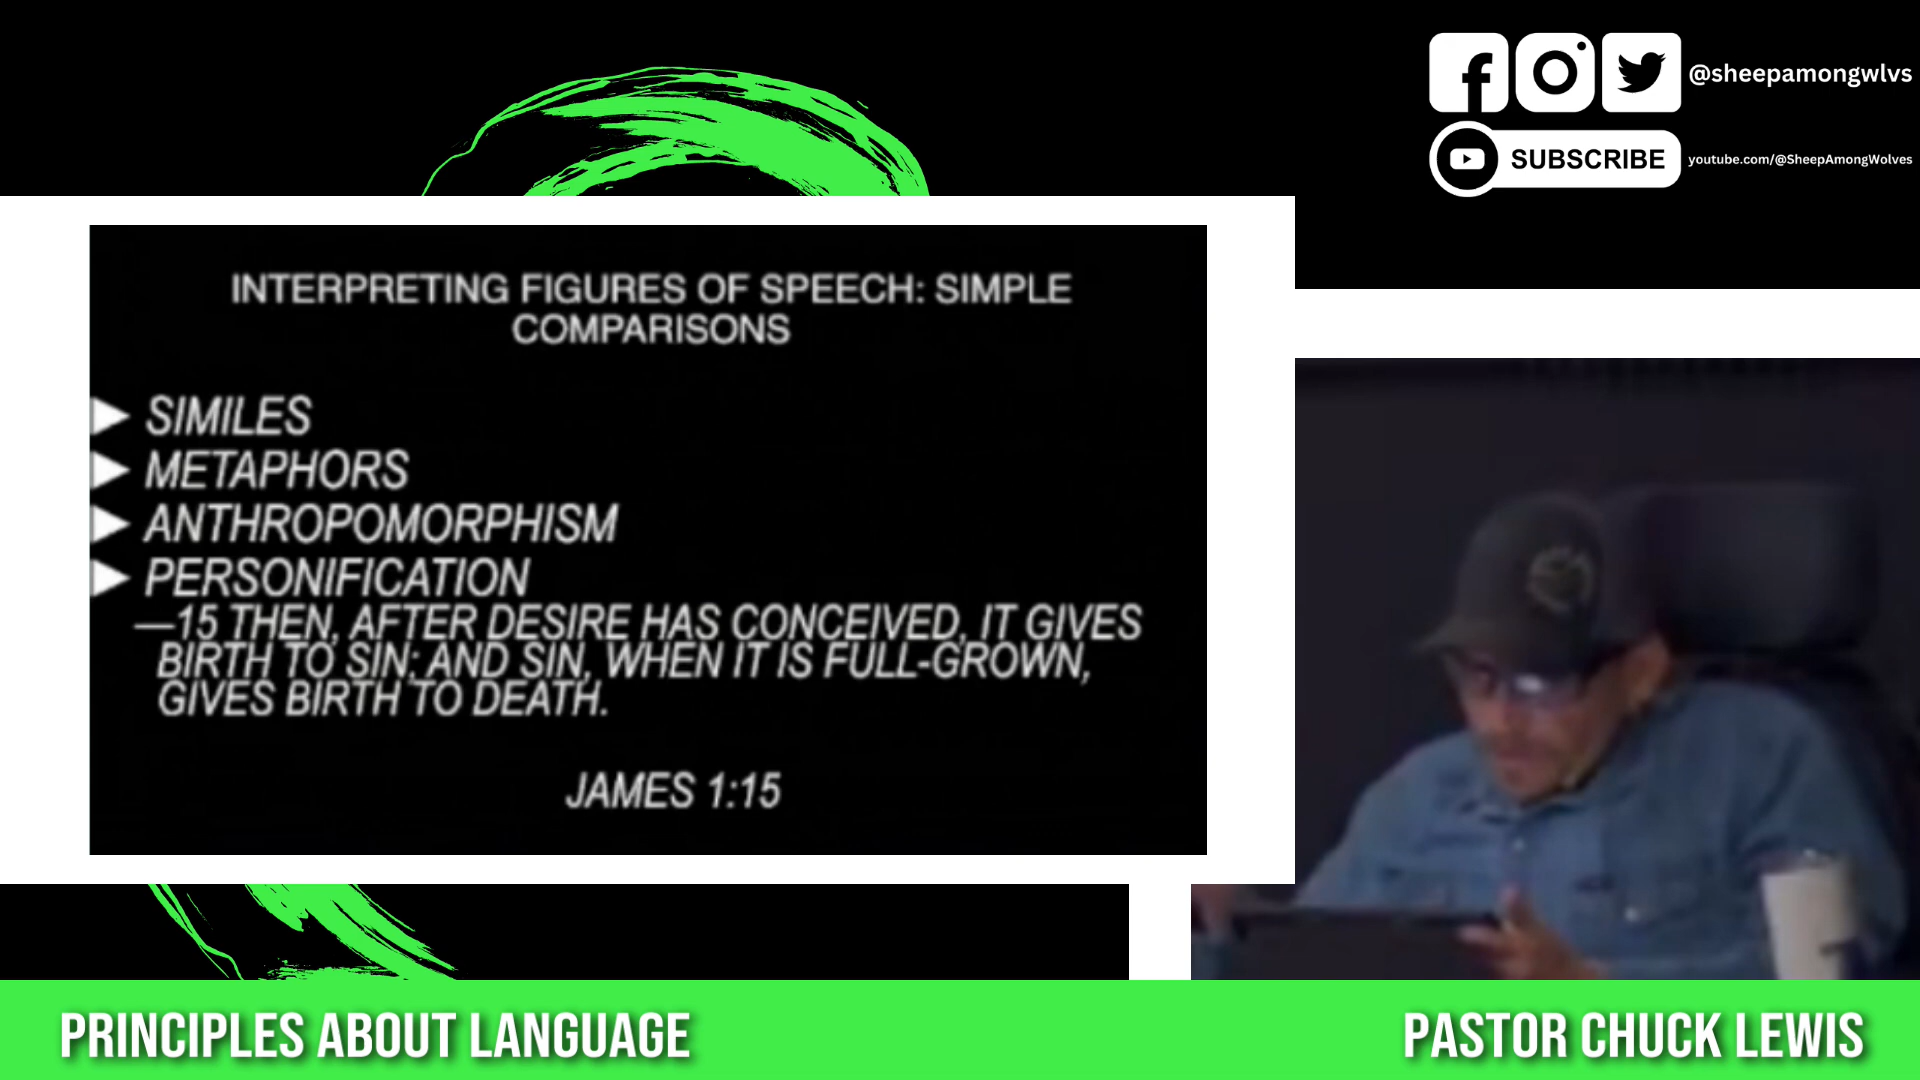 @sheepamongwlvs
SUBSCRIBE
youtube.com/@SheepAmongWolves
INTERPRETING FIGURES OF SPEECH: SIMPLE
COMPARISONS
SIMILES
METAPHORS
ANTHROPOMORPHISM
PERSONIFICATION
—15 THEN, AFTER DESIRE HAS CONCEIVED, IT GIVES
BIRTH TO SIN; AND SIN, WHEN IT IS FULL-GROWN,
GIVES BIRTH TO DEATH.
JAMES 1:15
PRINCIPLES ABOUT LANGUAGE
PASTOR CHUCK LEWIS